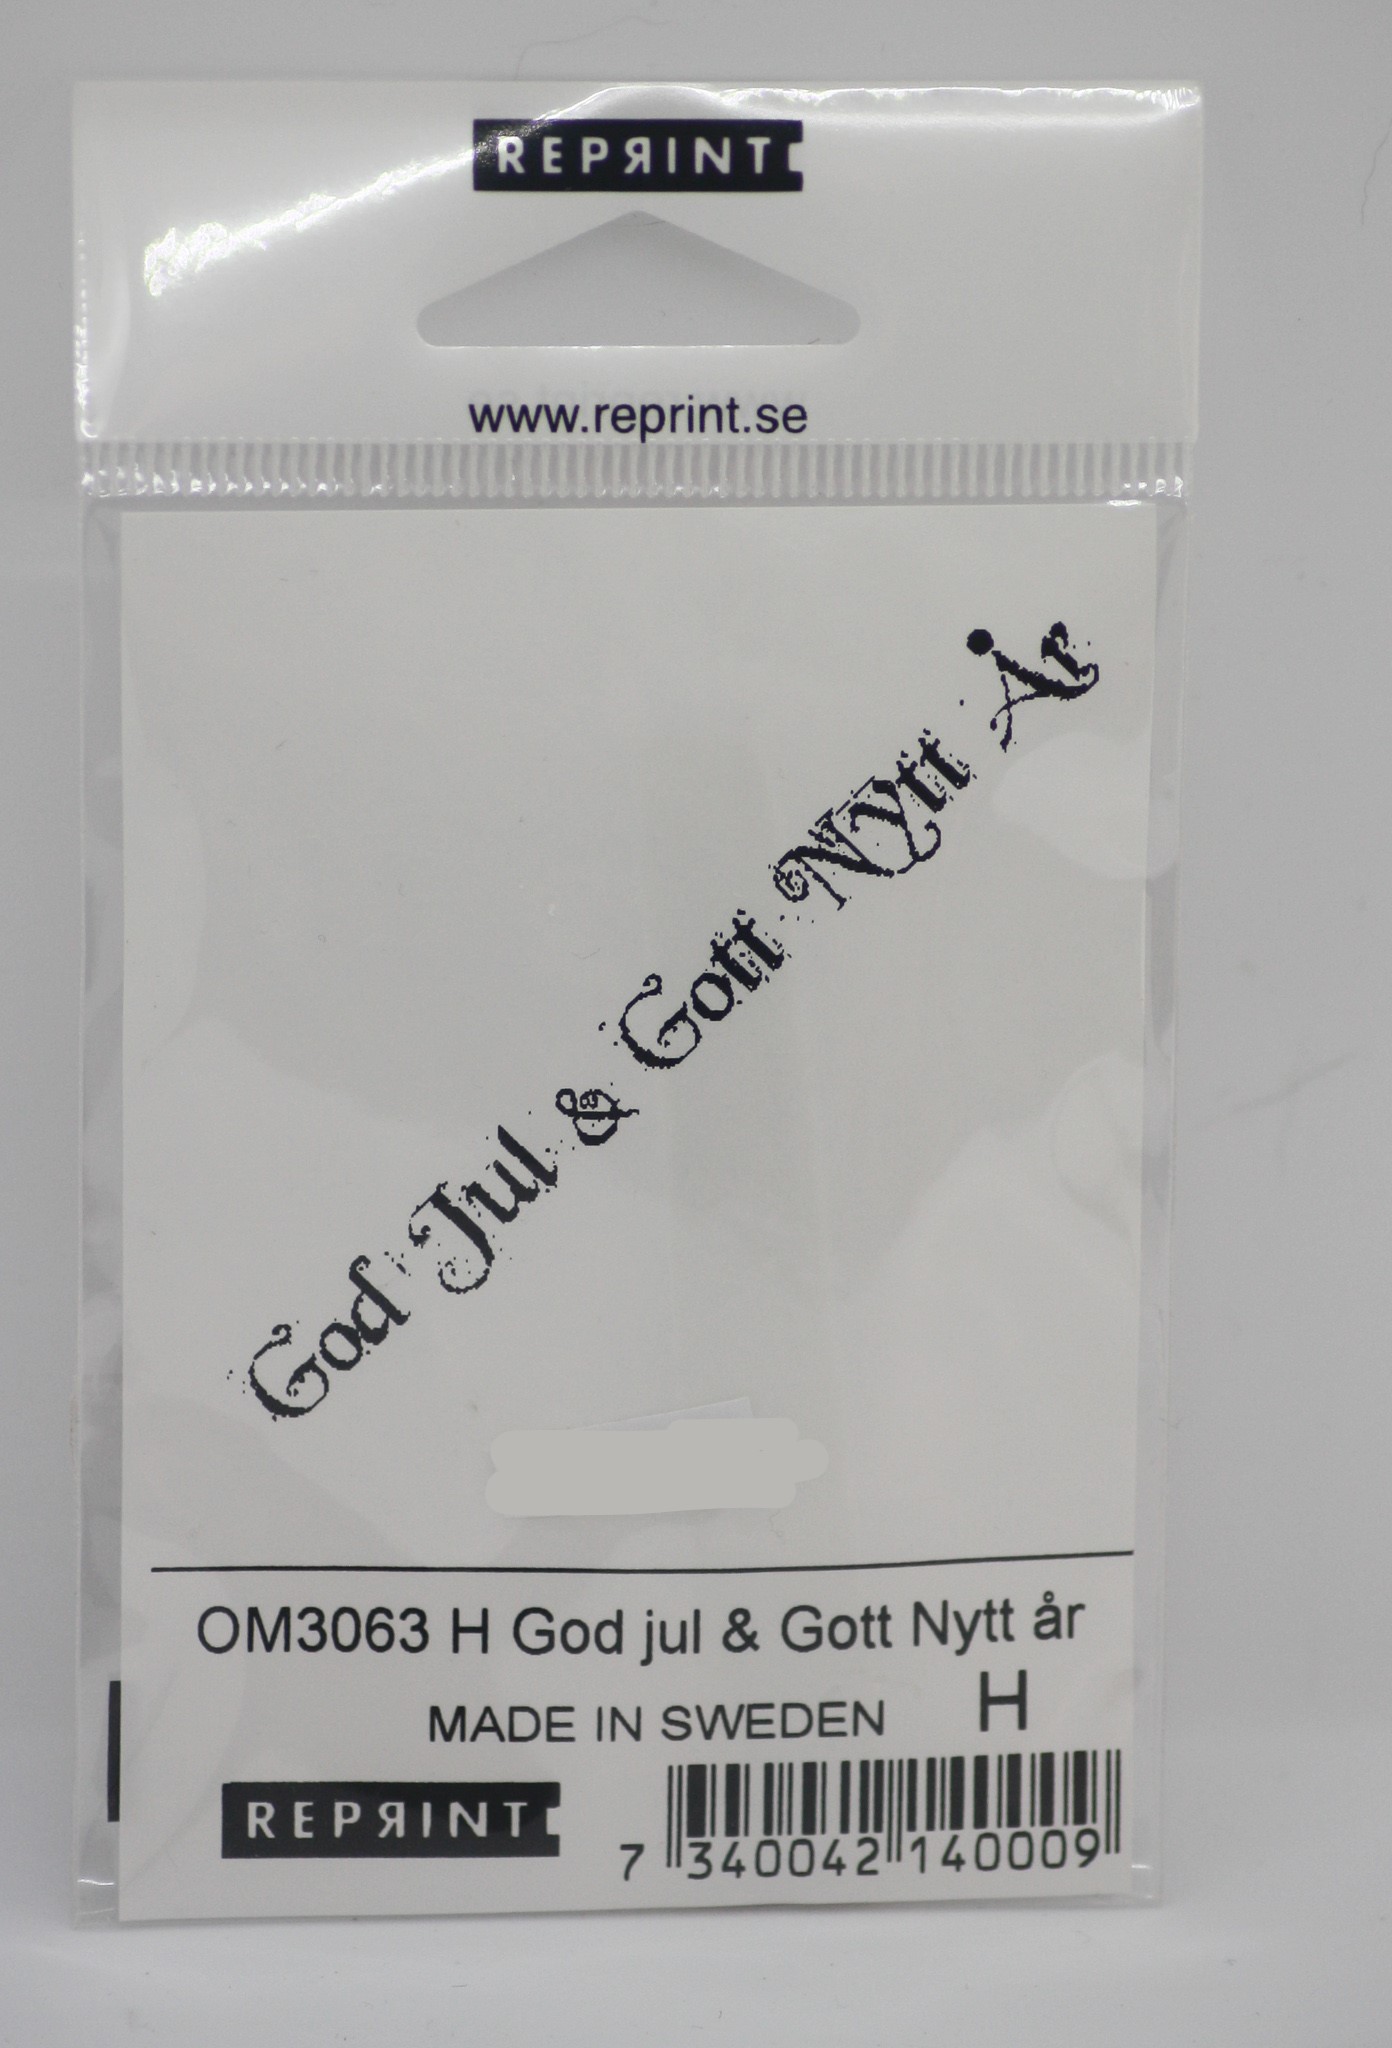 REPRINT
www.reprint.se
God Jul & Gott Nytt År
OM3063 H God jul & Gott Nytt år
MADE IN SWEDEN H
REPRINT
7 340042 140009